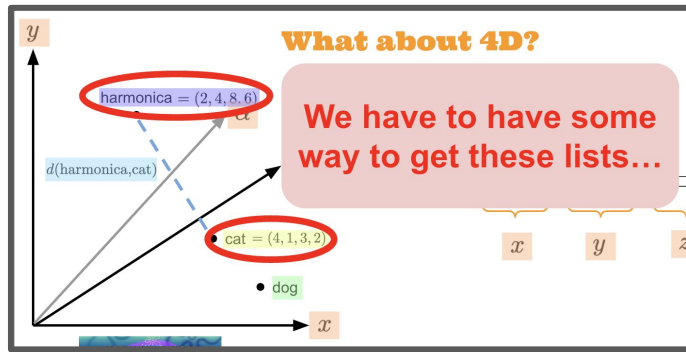 What about 4D?
y
harmonica = (2, 4, 8, 6)
We have to have some
way to get these lists…
d(harmonica,cat)
cat = (4, 1, 3, 2)
x
y
z
dog
x